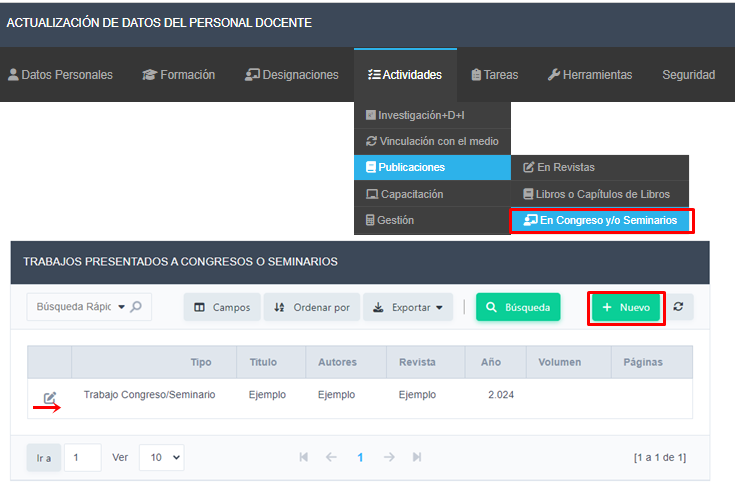 ACTUALIZACIÓN DE DATOS DEL PERSONAL DOCENTE
Datos Personales Formación Designaciones Actividades Tareas Herramientas Seguridad
Investigación+D+I
Vinculación con el medio
Publicaciones En Revistas
Capacitación Libros o Capítulos de Libros
Gestión En Congreso y/o Seminarios
TRABAJOS PRESENTADOS A CONGRESOS O SEMINARIOS
Búsqueda Rápic Campos Ordenar por Exportar Búsqueda + Nuevo
Tipo Titulo Autores Revista Año Volumen Páginas
Trabajo Congreso/Seminario Ejemplo Ejemplo Ejemplo 2.024
Ir a 1 Ver 10 1 [1 a 1 de 1]